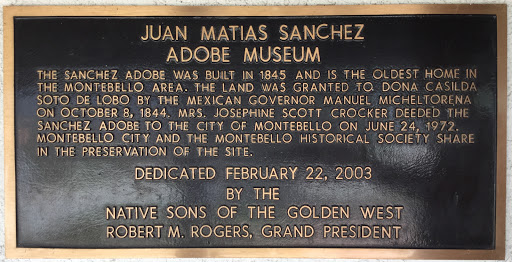 JUAN MATIAS SANCHEZ
ADOBE MUSEUM
THE SANCHEZ ADOBE WAS BUILT IN 1845 AND IS THE OLDEST HOME IN
THE MONTEBELLO AREA. THE LAND WAS GRANTED TO DONA CASILDA
SOTO DE LOBO BY THE MEXICAN GOVERNOR MANUEL MICHELTORENA
ON OCTOBER 8, 1844. MRS. JOSEPHINE SCOTT CROCKER DEEDED THE
SANCHEZ ADOBE TO THE CITY OF MONTEBELLO ON JUNE 24, 1972.
MONTEBELLO CITY AND THE MONTEBELLO HISTORICAL SOCIETY SHARE
IN THE PRESERVATION OF THE SITE.
DEDICATED FEBRUARY 22, 2003
BY THE
NATIVE SONS OF THE GOLDEN WEST
ROBERT M. ROGERS, GRAND PRESIDENT